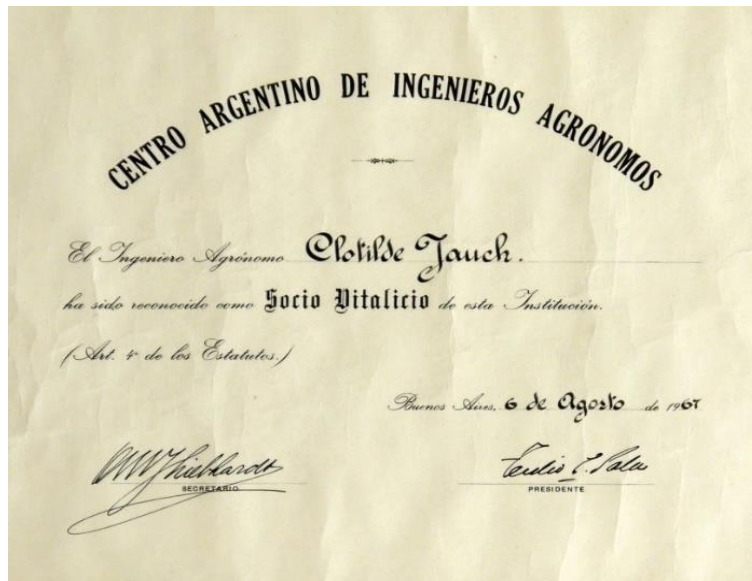 CENTRO ARGENTINO DE INGENIEROS AGRONOMOS
El Ingeniero Agrónomo Clotilde Jauch.
ha sido reconocido como Socio Vitalicio de esta Institución.
(Art. 4º de los Estatutos.)
Buenos Aires, 6 de Agosto de 1967
SECRETARIO
PRESIDENTE